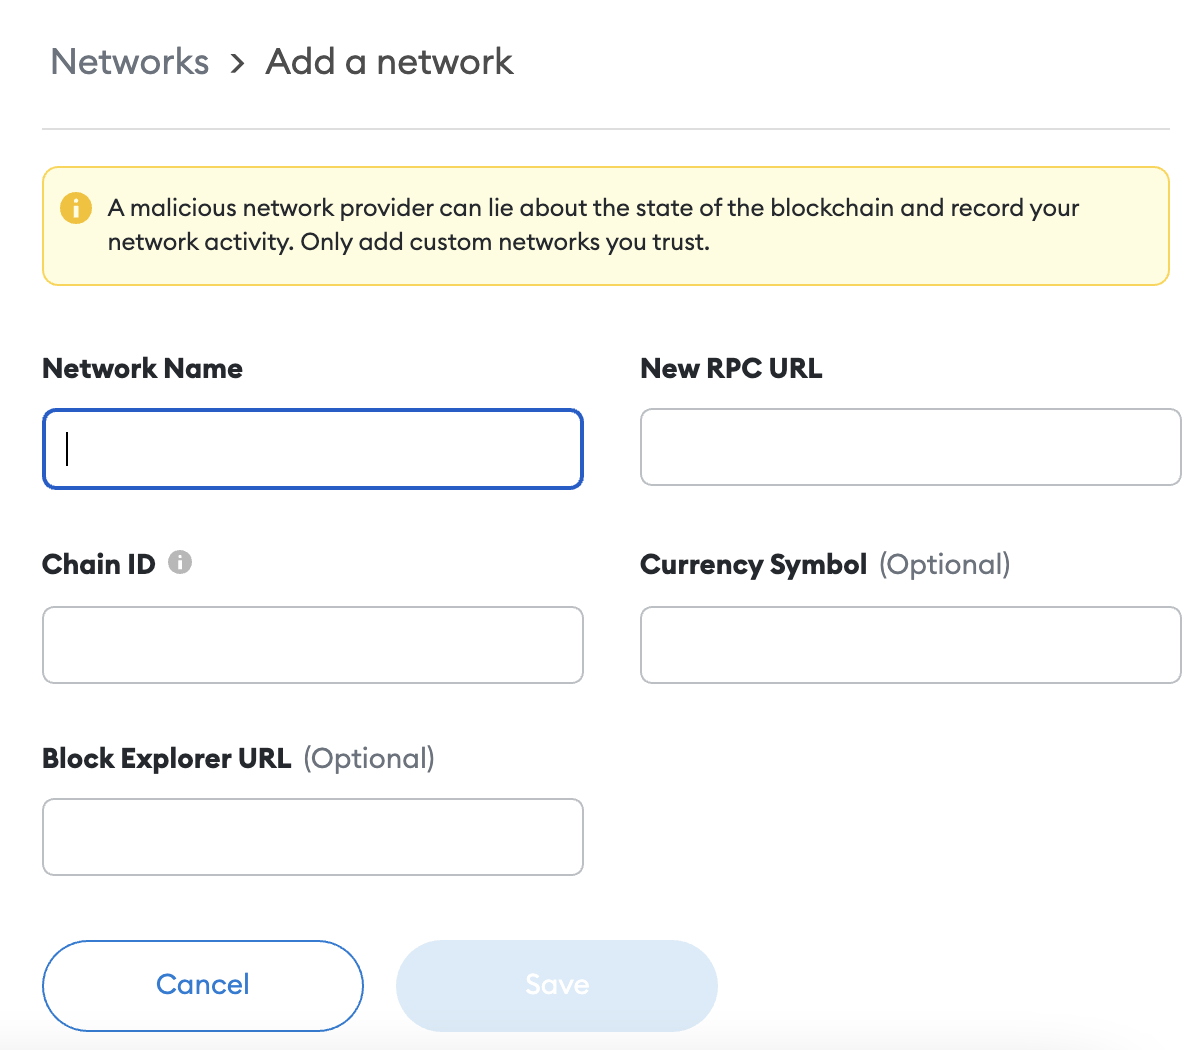 Networks > Add a network
A malicious network provider can lie about the state of the blockchain and record your
network activity. Only add custom networks you trust.
Network Name
New RPC URL
Chain ID
Currency Symbol (Optional)
Block Explorer URL (Optional)
Cancel
Save